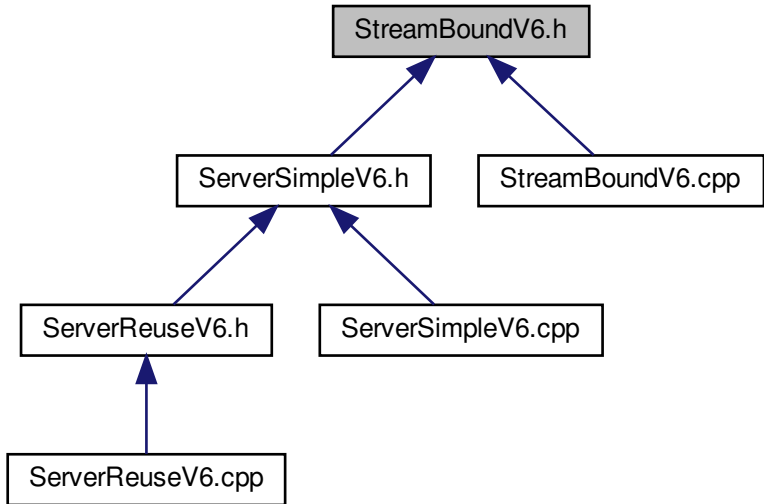 StreamBoundV6.h
ServerSimpleV6.h
StreamBoundV6.cpp
ServerReuseV6.h
ServerSimpleV6.cpp
ServerReuseV6.cpp